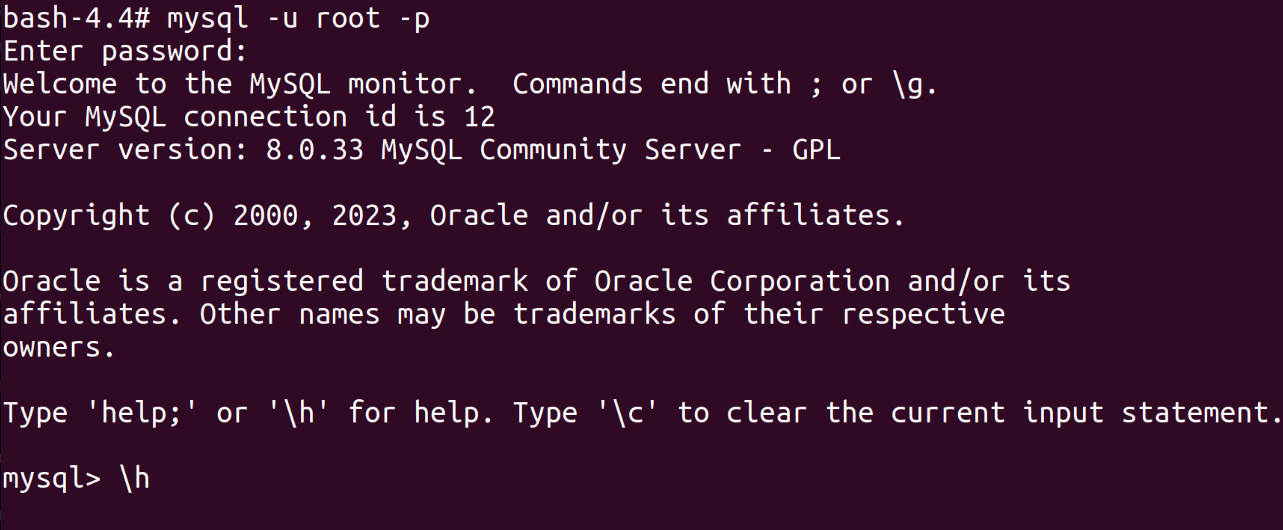 bash-4.4# mysql -u root -p
Enter password:
Welcome to the MySQL monitor.  Commands end with ; or \g.
Your MySQL connection id is 12
Server version: 8.0.33 MySQL Community Server - GPL
Copyright (c) 2000, 2023, Oracle and/or its affiliates.
Oracle is a registered trademark of Oracle Corporation and/or its
affiliates. Other names may be trademarks of their respective
owners.
Type 'help;' or '\h' for help. Type '\c' to clear the current input statement.
mysql> \h